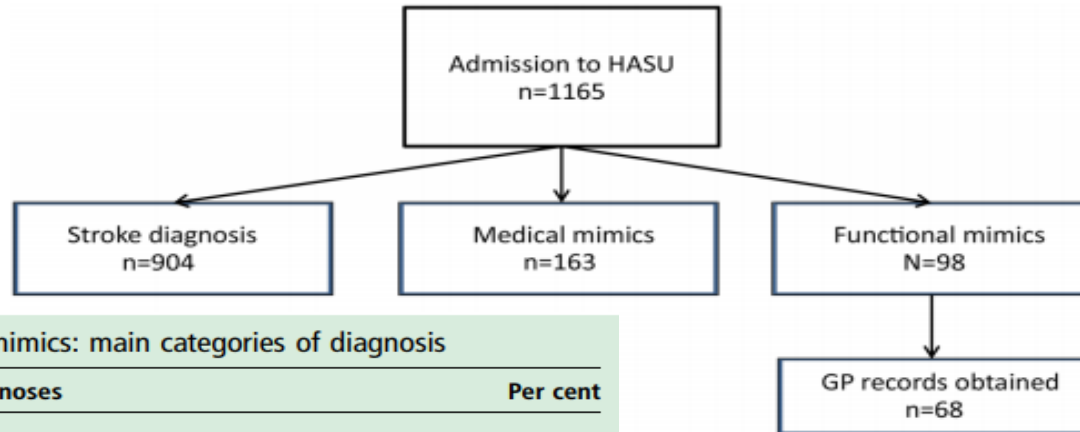 Admission to HASU
n=1165
Stroke diagnosis
n=904
Medical mimics
n=163
Functional mimics
N=98
GP records obtained
n=68
mimics: main categories of diagnosis
Per cent